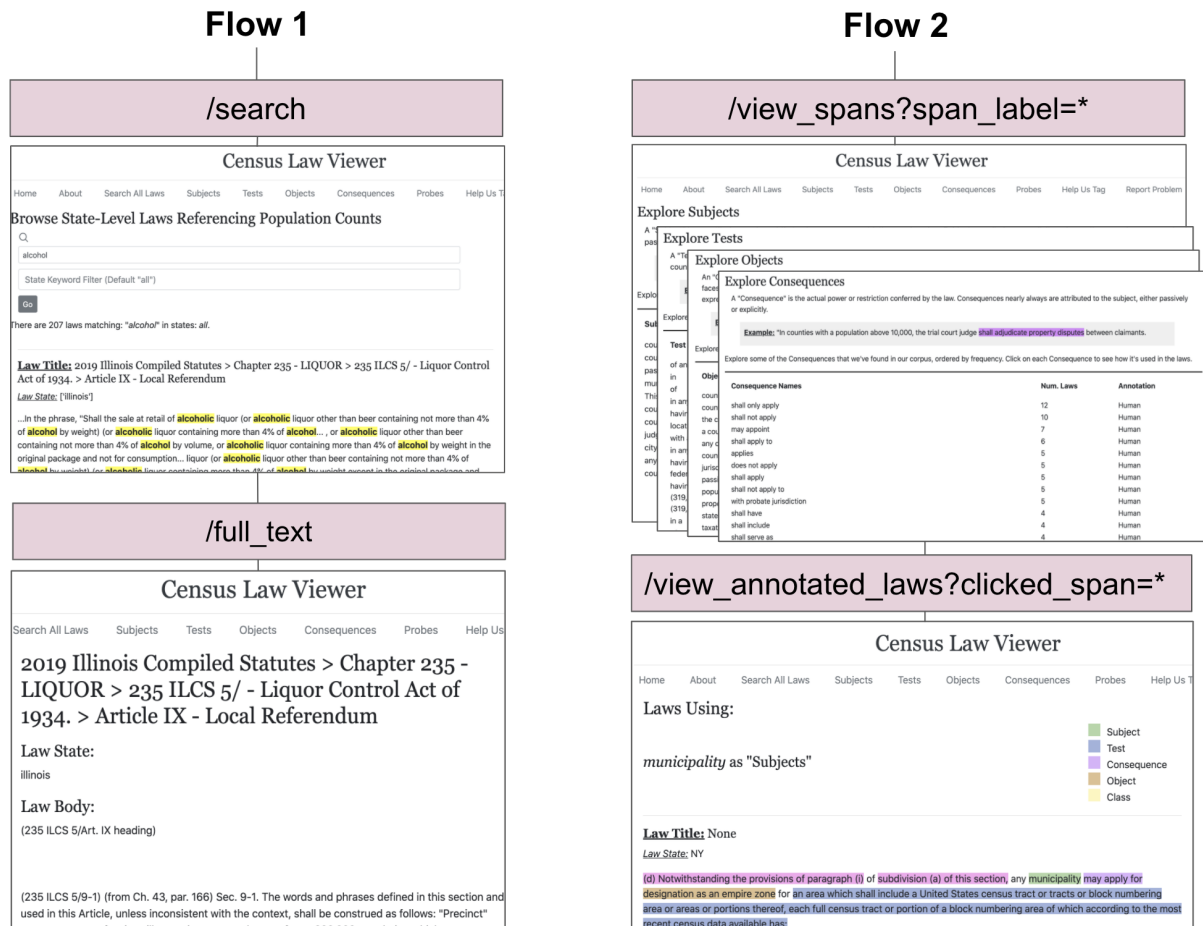 Flow 1
/search
Census Law Viewer
Home About Search All Laws Subjects Tests Objects Consequences Probes Help Us
Browse State-Level Laws Referencing Population Counts
alcohol
State Keyword Filter (Default "all")
Go
There are 207 laws matching: "alcohol" in states: all.
Law Title: 2019 Illinois Compiled Statutes > Chapter 235 - LIQUOR > 235 ILCS 5/ - Liquor Control
Act of 1934. > Article IX - Local Referendum
Law State: ['illinois']
...In the phrase, "Shall the sale at retail of alcoholic liquor (or alcoholic liquor other than beer containing not more than 4%
of alcohol by weight) (or alcoholic liquor containing more than 4% of alcohol... , or alcoholic liquor other than beer
containing not more than 4% of alcohol by volume, or alcoholic liquor containing more than 4% of alcohol by weight in the
original package and not for consumption... liquor (or alcoholic liquor other than beer containing not more than 4% of
alcohol by weight) (or alcoholic liquor containing more than 4% of alcohol by weight except in the original package and
/full_text
Census Law Viewer
Search All Laws Subjects Tests Objects Consequences Probes Help Us
2019 Illinois Compiled Statutes > Chapter 235 -
LIQUOR > 235 ILCS 5/ - Liquor Control Act of
1934. > Article IX - Local Referendum
Law State:
illinois
Law Body:
(235 ILCS 5/Art. IX heading)
(235 ILCS 5/9-1) (from Ch. 43, par. 166) Sec. 9-1. The words and phrases defined in this section and
used in this Article, unless inconsistent with the context, shall be construed as follows: "Precinct"
Flow 2
/view_spans?span_label=*
Census Law Viewer
Home About Search All Laws Subjects Tests Objects Consequences Probes Help Us Tag Report Problem
Explore Subjects
Explore Tests
Explore Objects
Explore Consequences
A "Consequence" is the actual power or restriction conferred by the law. Consequences nearly always are attributed to the subject, either passively
or explicitly.
Example: "In counties with a population above 10,000, the trial court judge shall adjudicate property disputes between claimants.
Explore some of the Consequences that we've found in our corpus, ordered by frequency. Click on each Consequence to see how it's used in the laws.
Consequence Names Num. Laws Annotation
shall only apply 12 Human
shall not apply 10 Human
may appoint 7 Human
shall apply to 6 Human
applies 5 Human
does not apply 5 Human
shall apply 5 Human
shall not apply to 5 Human
with probate jurisdiction 5 Human
shall have 4 Human
shall include 4 Human
shall serve as 4 Human
/view_annotated_laws?clicked_span=*
Census Law Viewer
Home About Search All Laws Subjects Tests Objects Consequences Probes Help Us
Laws Using:
municipality as "Subjects"
Subject
Test
Consequence
Object
Class
Law Title: None
Law State: NY
(d) Notwithstanding the provisions of paragraph (i) of subdivision (a) of this section, any municipality may apply for
designation as an empire zone for an area which shall include a United States census tract or tracts or block numbering
area or areas or portions thereof, each full census tract or portion of a block numbering area of which according to the most
recent census data available has: